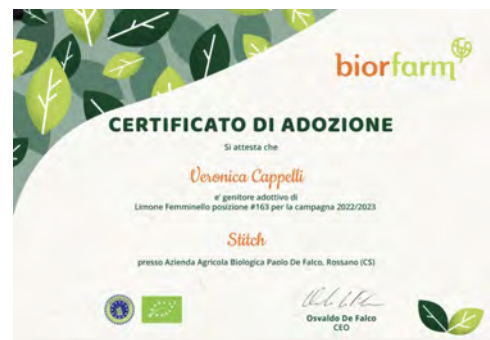 biorfarm
CERTIFICATO DI ADOZIONE
Si attesta che
Veronica Cappelli
e' genitore adottivo di
Limone Femminello posizione #163 per la campagna 2022/2023
Stitch
presso Azienda Agricola Biologica Paolo De Falco, Rossano (CS)
Osvaldo De Falco
CEO